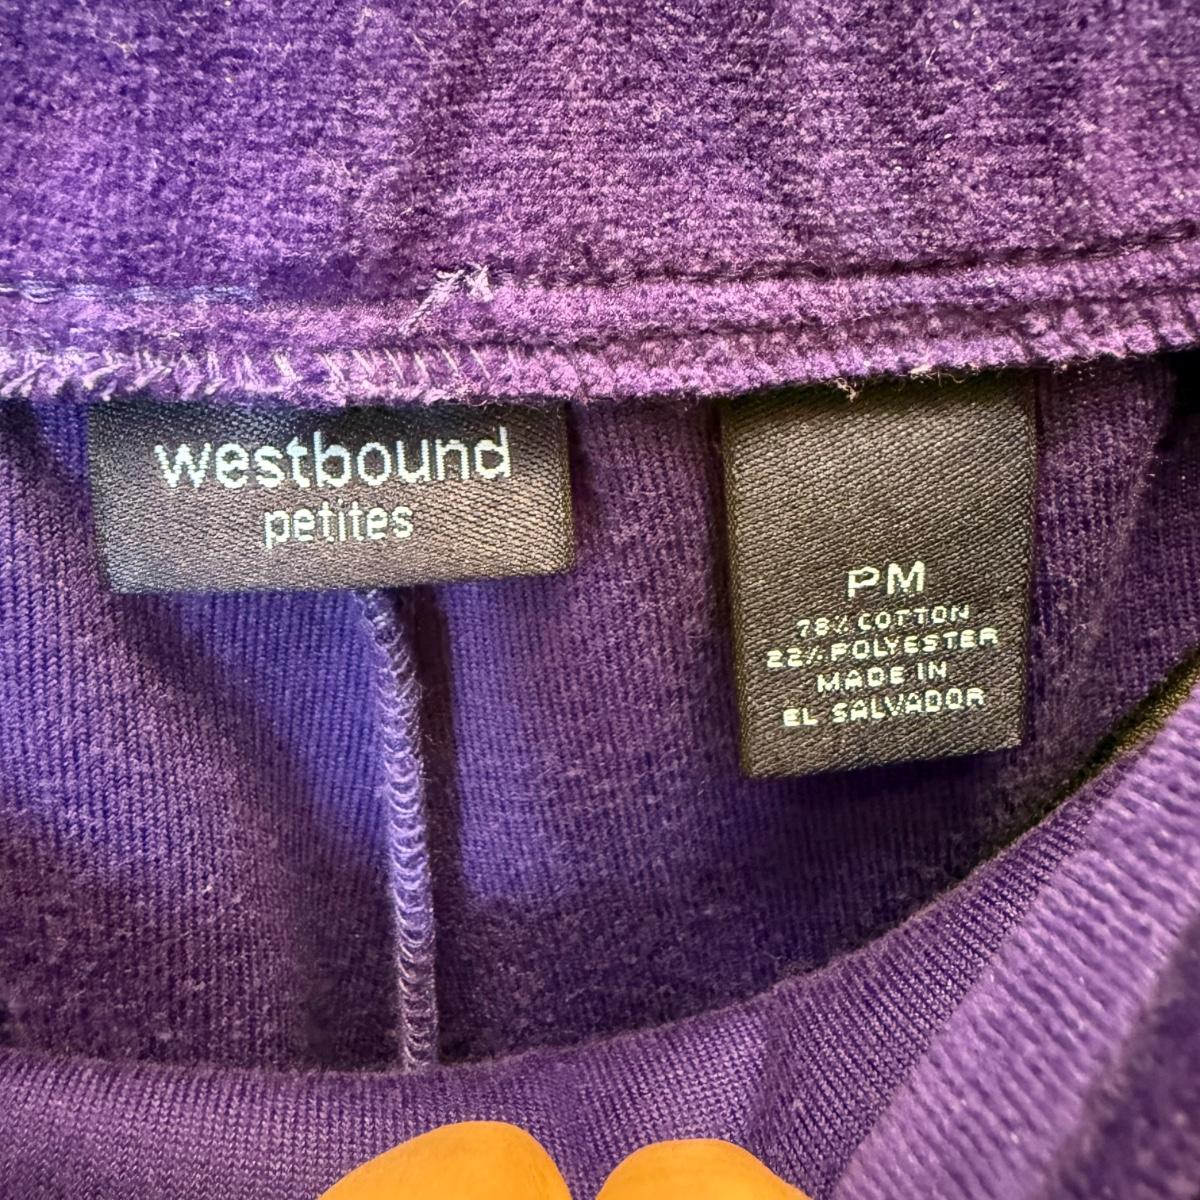 westbound
petites
PM
78% COTTON
22% POLYESTER
MADE IN
EL SALVADOR